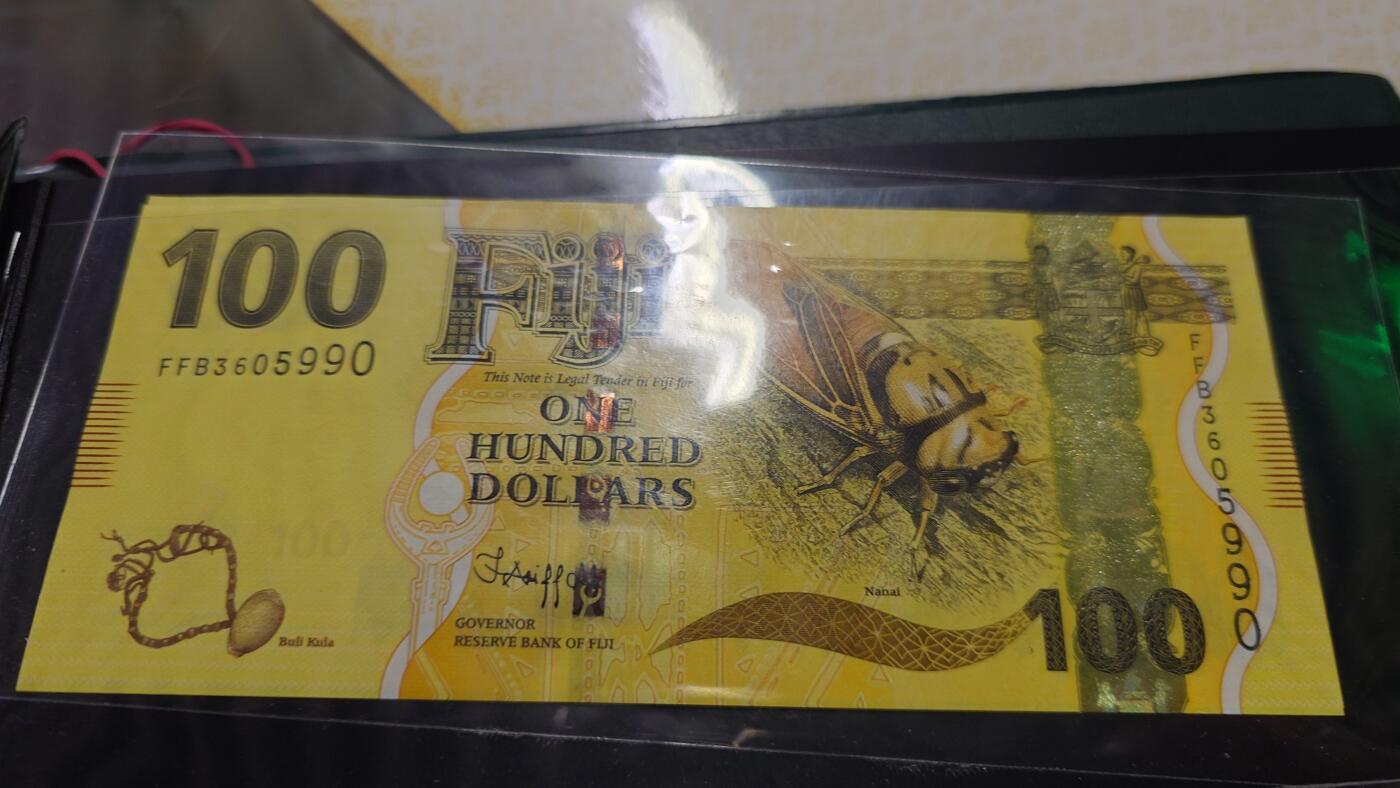 100
FFB3605990
Fiji
This Note is Legal Tender in Fiji for
ONE
HUNDRED
DOLLARS
GOVERNOR
RESERVE BANK OF FIJI
Buli Kula
100
Nanai
100
FFB3605990